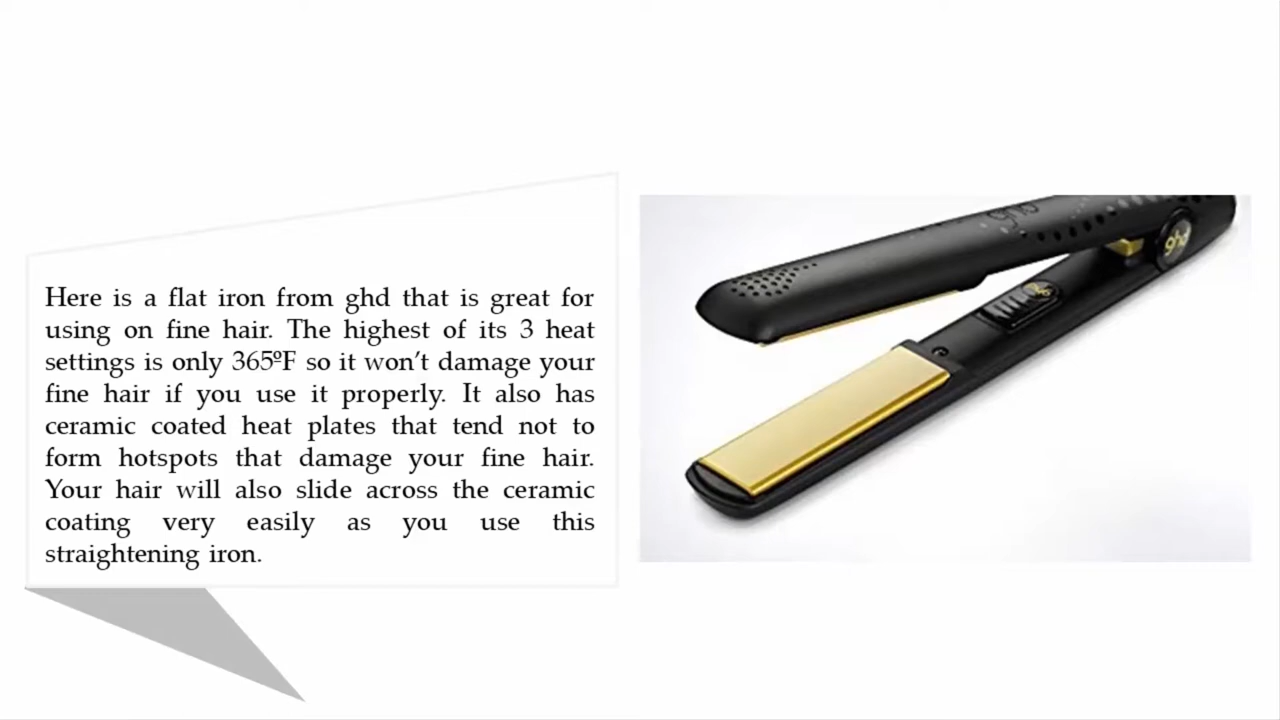 Here is a flat iron from ghd that is great for
using on fine hair. The highest of its 3 heat
settings is only 365ºF so it won’t damage your
fine hair if you use it properly. It also has
ceramic coated heat plates that tend not to
form hotspots that damage your fine hair.
Your hair will also slide across the ceramic
coating very easily as you use this
straightening iron.
ghd
ghd